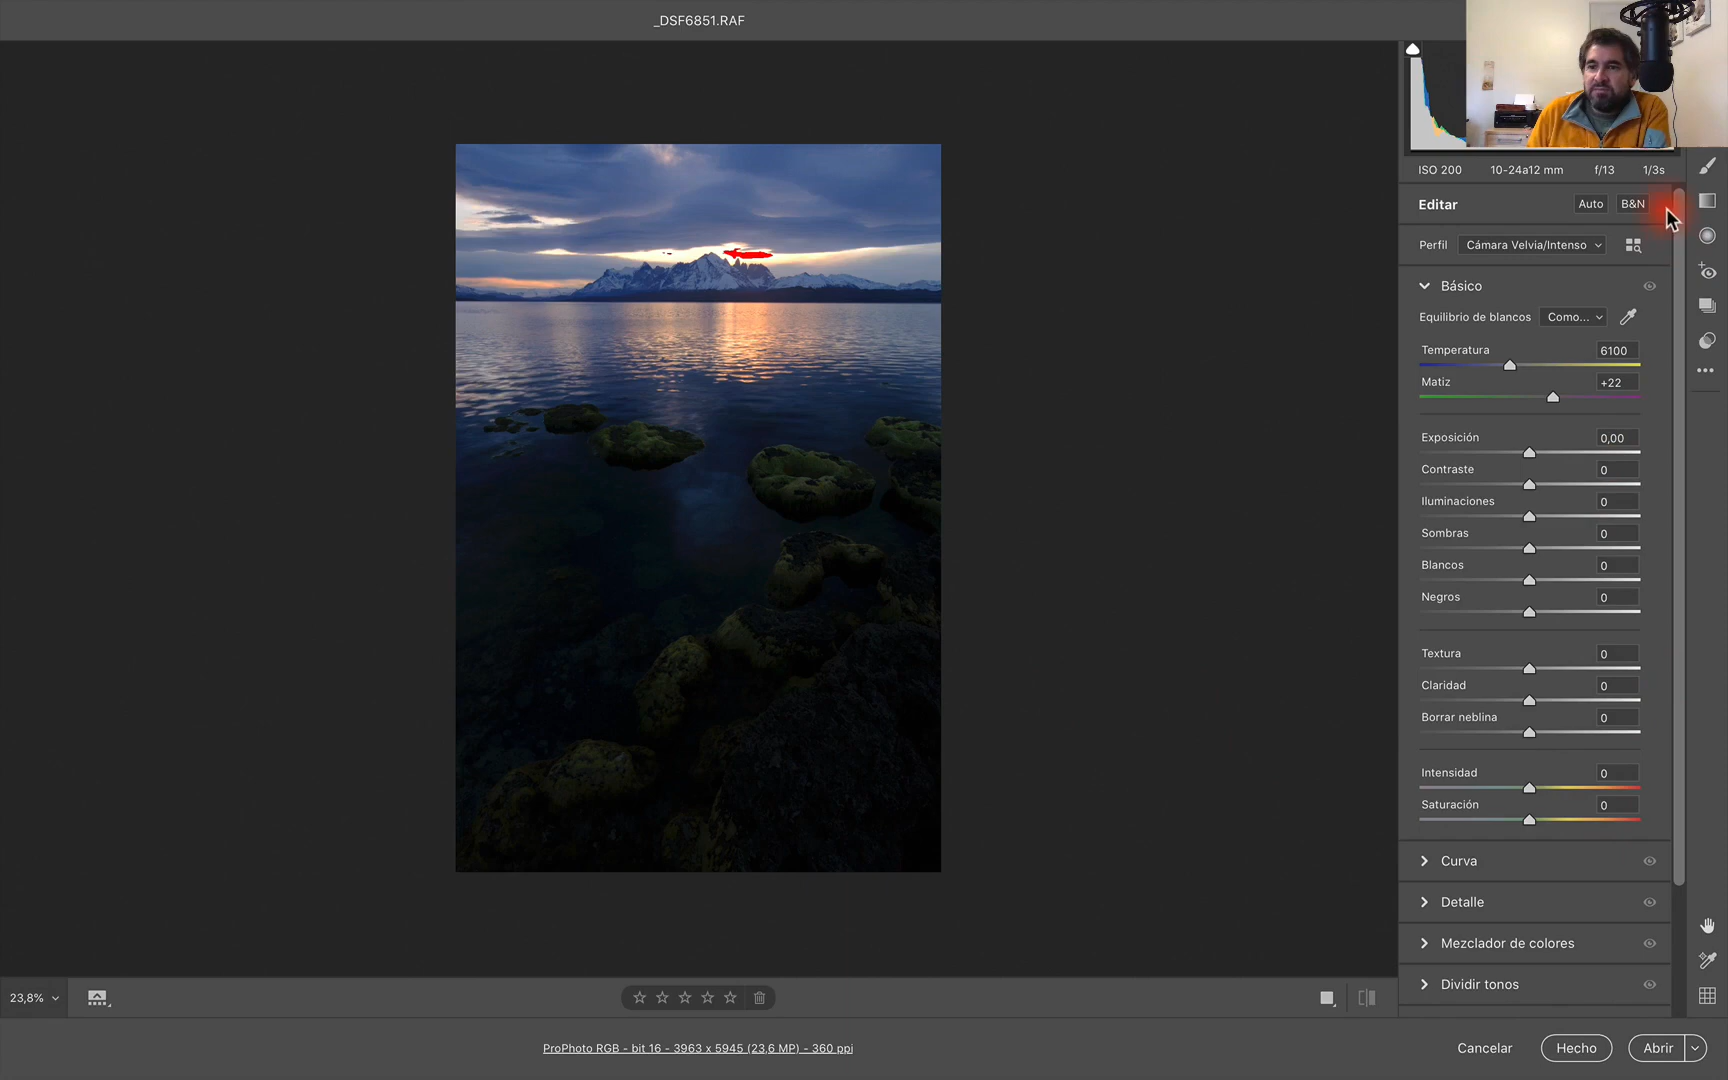 _DSF6851.RAF
ISO 200 10-24a12 mm f/13 1/3s
Editar Auto B&N
Perfil Cámara Velvia/Intenso
Básico
Equilibrio de blancos Como...
Temperatura 6100
Matiz +22
Exposición 0,00
Contraste 0
Iluminaciones 0
Sombras 0
Blancos 0
Negros 0
Textura 0
Claridad 0
Borrar neblina 0
Intensidad 0
Saturación 0
Curva
Detalle
Mezclador de colores
Dividir tonos
23,8%
ProPhoto RGB - bit 16 - 3963 x 5945 (23,6 MP) - 360 ppi
Cancelar Hecho Abrir